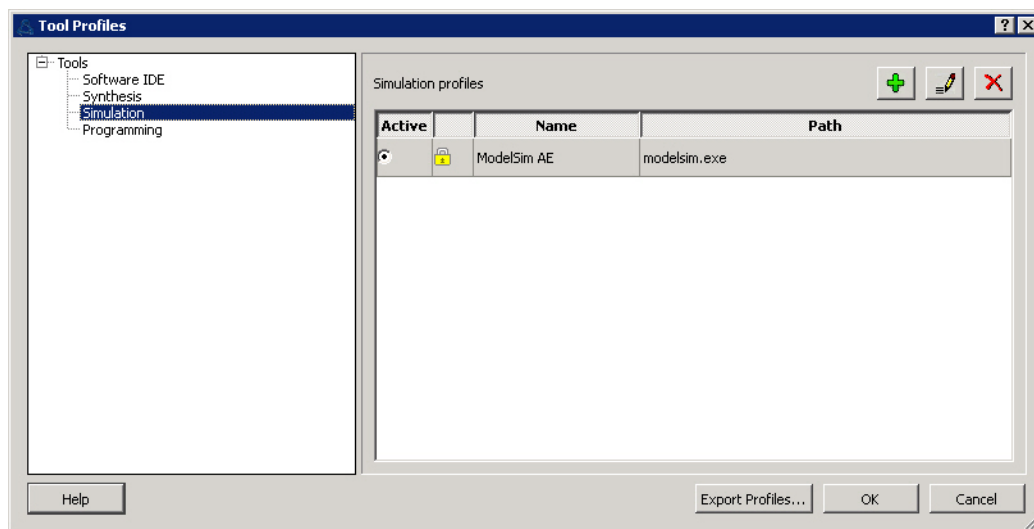 Tool Profiles
Tools
Software IDE
Synthesis
Simulation
Programming
Simulation profiles
Active Name Path
ModelSim AE modelsim.exe
Help Export Profiles... OK Cancel